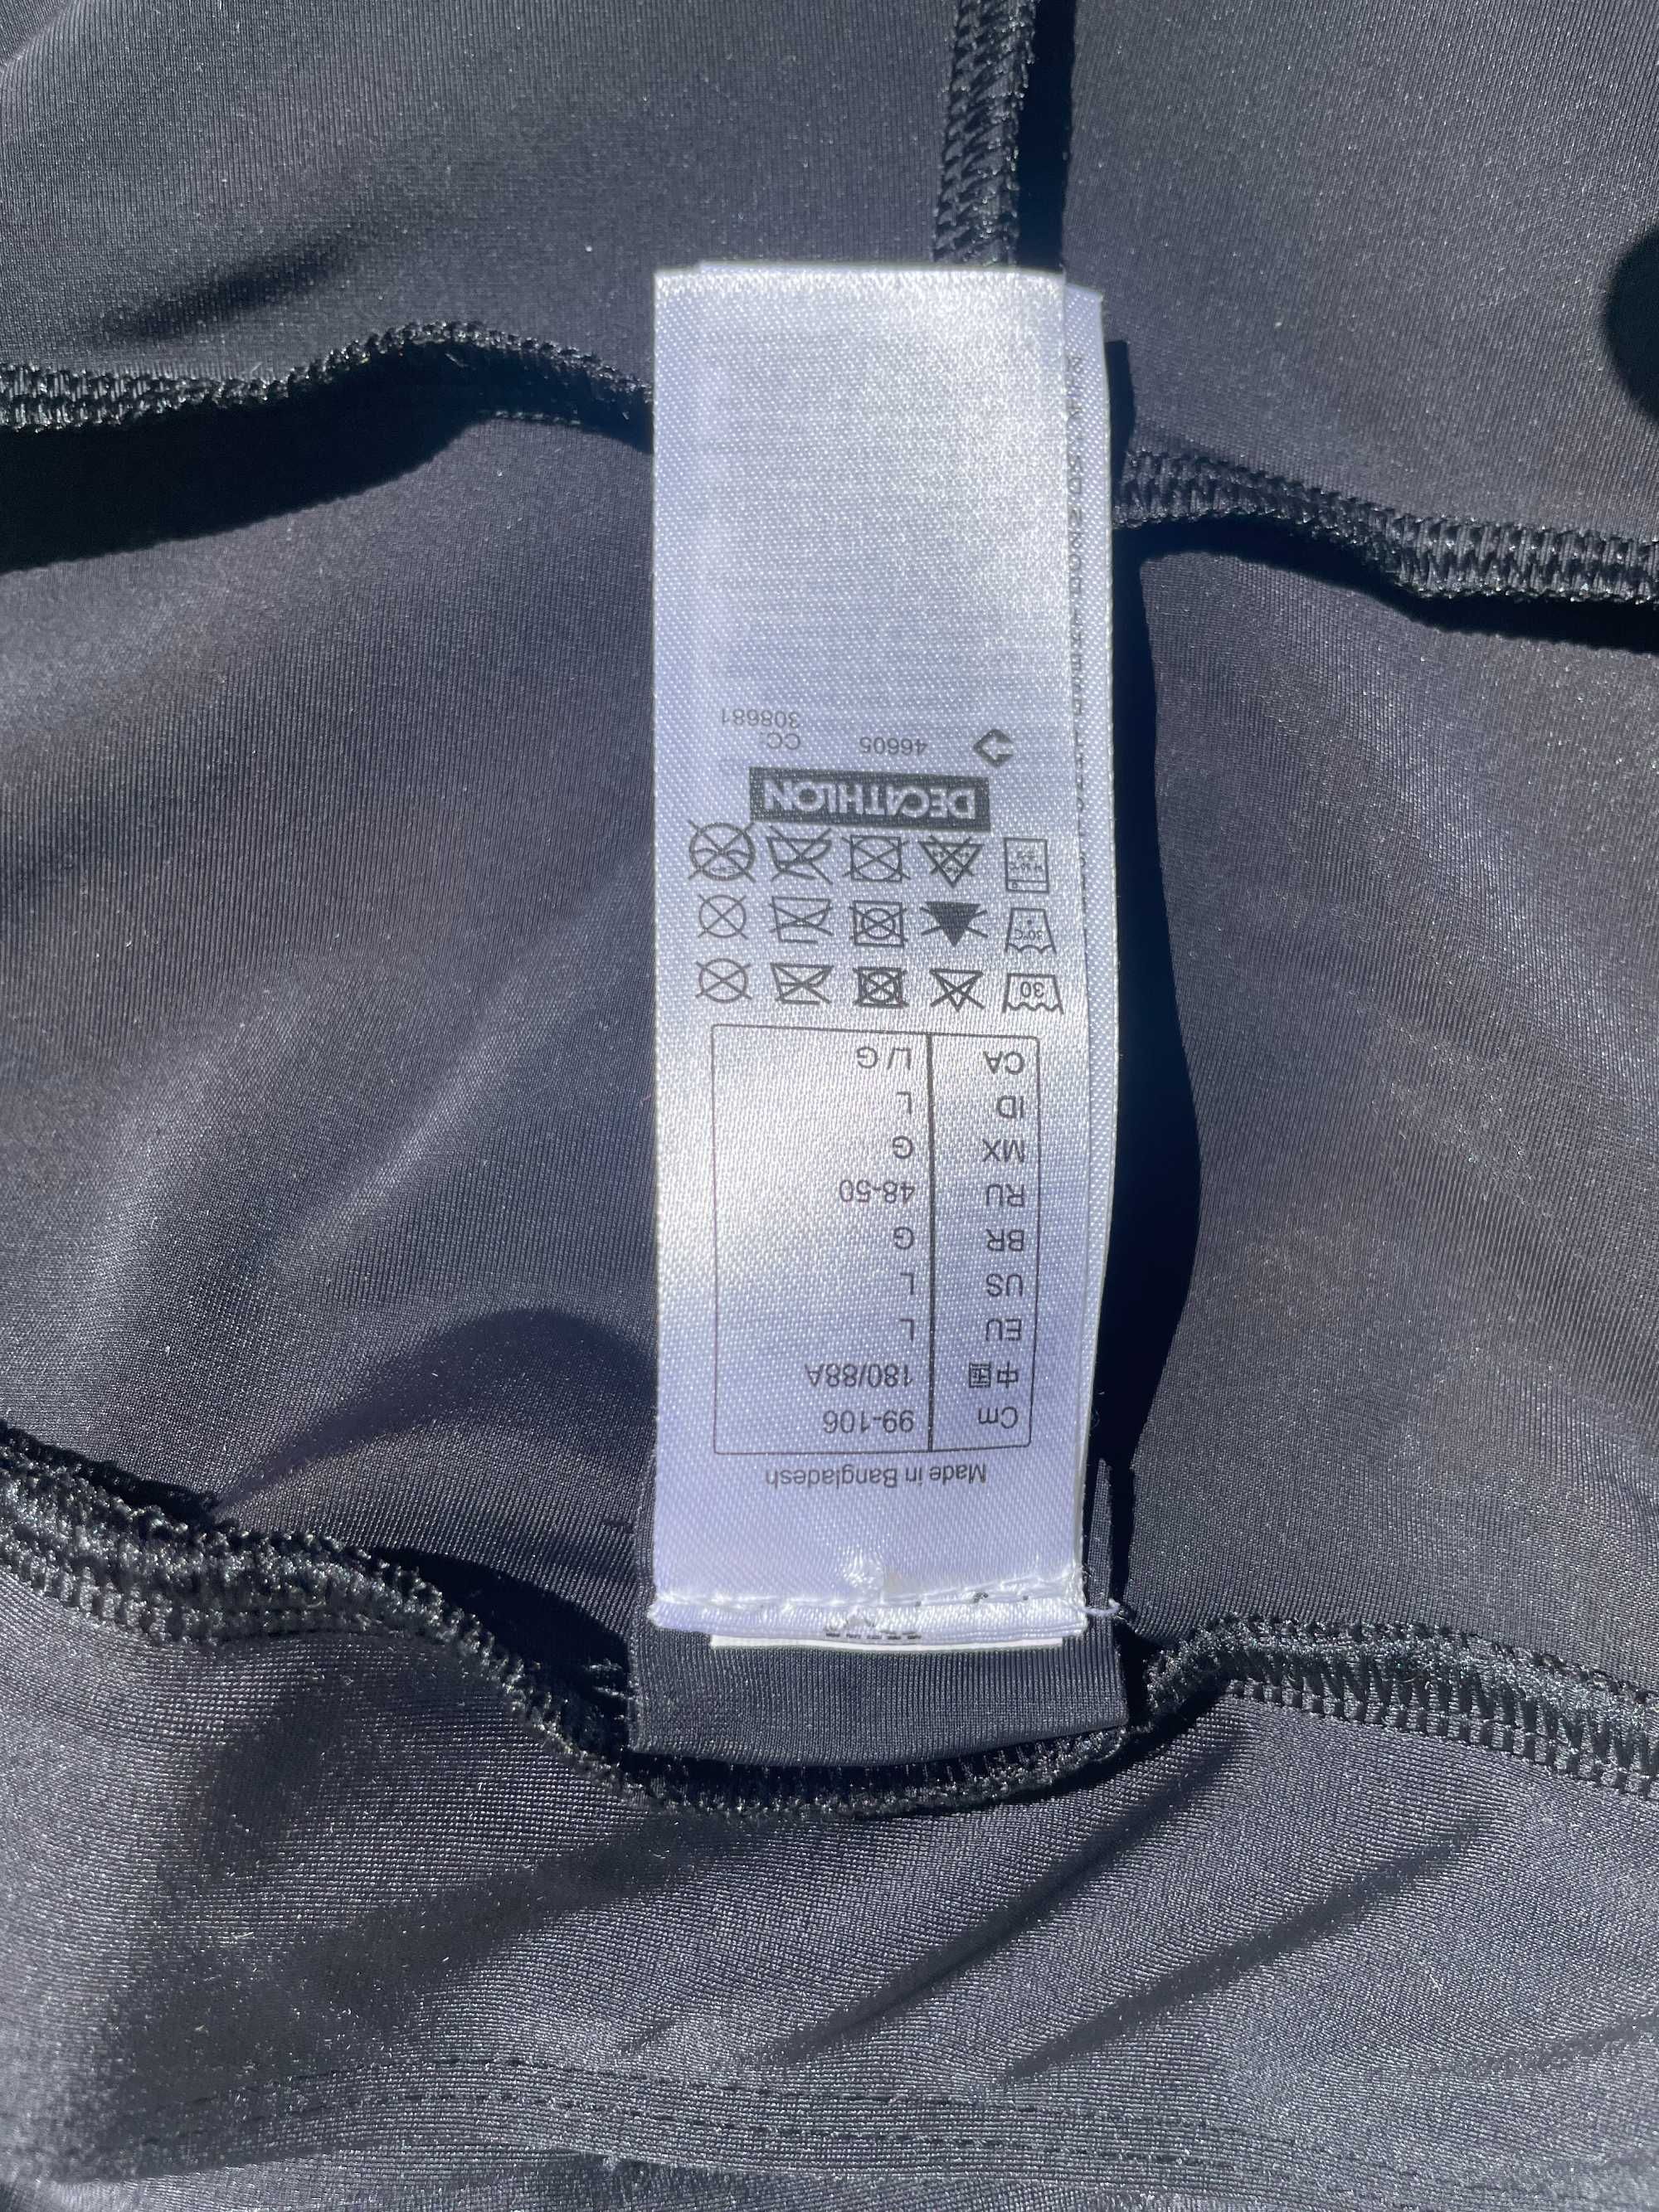 Made in Bangladesh
Cm 99-106
中国 180/88A
EU L
US L
BR G
RU 48-50
MX G
ID L
CA L/G
30
30°C
DECATHLON
46605 CC:
308681